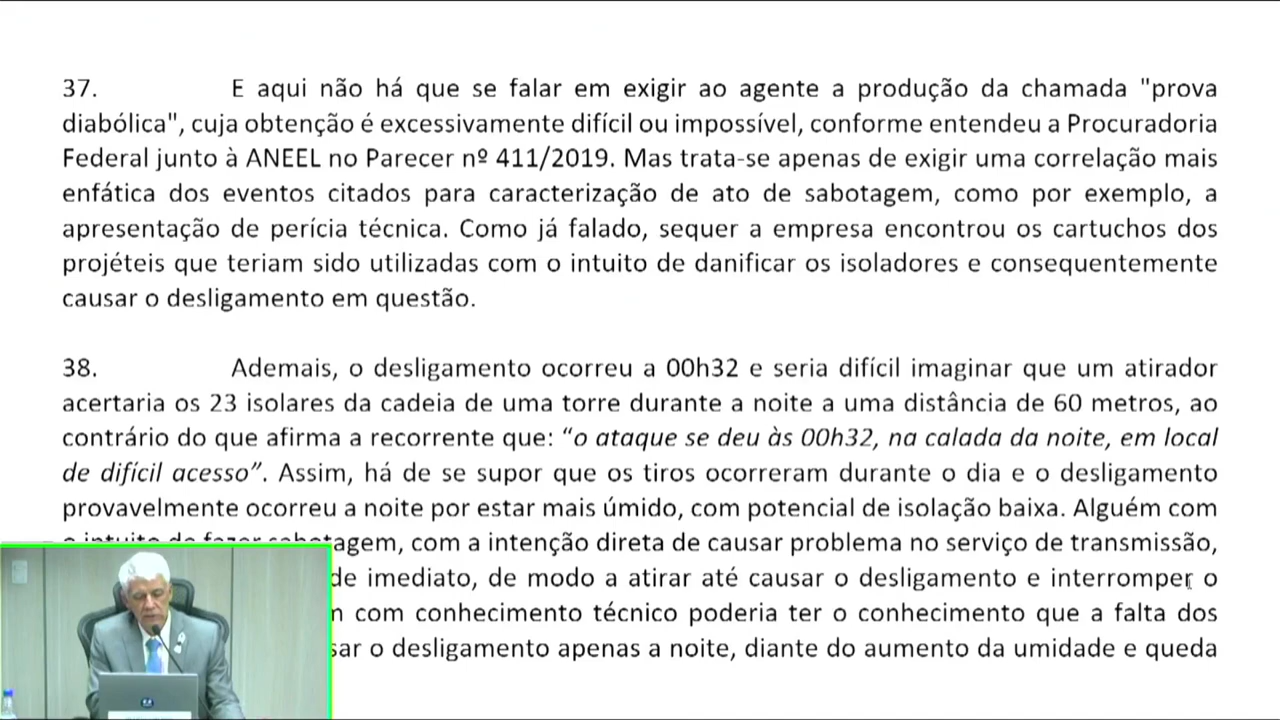 37. E aqui não há que se falar em exigir ao agente a produção da chamada "prova
diabólica", cuja obtenção é excessivamente difícil ou impossível, conforme entendeu a Procuradoria
Federal junto à ANEEL no Parecer nº 411/2019. Mas trata-se apenas de exigir uma correlação mais
enfática dos eventos citados para caracterização de ato de sabotagem, como por exemplo, a
apresentação de perícia técnica. Como já falado, sequer a empresa encontrou os cartuchos dos
projéteis que teriam sido utilizadas com o intuito de danificar os isoladores e consequentemente
causar o desligamento em questão.
38. Ademais, o desligamento ocorreu a 00h32 e seria difícil imaginar que um atirador
acertaria os 23 isolares da cadeia de uma torre durante a noite a uma distância de 60 metros, ao
contrário do que afirma a recorrente que: “o ataque se deu às 00h32, na calada da noite, em local
de difícil acesso”. Assim, há de se supor que os tiros ocorreram durante o dia e o desligamento
provavelmente ocorreu a noite por estar mais úmido, com potencial de isolação baixa. Alguém com
o intuito de fazer sabotagem, com a intenção direta de causar problema no serviço de transmissão,
de imediato, de modo a atirar até causar o desligamento e interromper o
com conhecimento técnico poderia ter o conhecimento que a falta dos
o desligamento apenas a noite, diante do aumento da umidade e queda